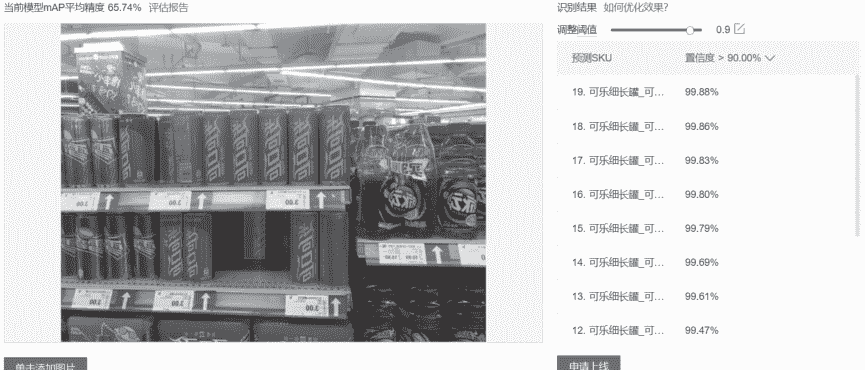 当前模型mAP平均精度 65.74% 评估报告
识别结果 如何优化效果?
调整阈值 0.9
预测SKU 置信度 > 90.00%
19. 可乐细长罐_可... 99.88%
18. 可乐细长罐_可... 99.86%
17. 可乐细长罐_可... 99.83%
16. 可乐细长罐_可... 99.80%
15. 可乐细长罐_可... 99.79%
14. 可乐细长罐_可... 99.69%
13. 可乐细长罐_可... 99.61%
12. 可乐细长罐_可... 99.47%
单击添加图片
申请上线